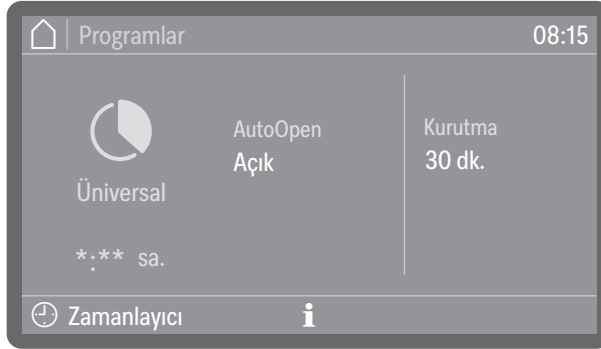 Programlar 08:15
AutoOpen
Açık
Kurutma
30 dk.
Üniversal
*:** sa.
Zamanlayıcı i